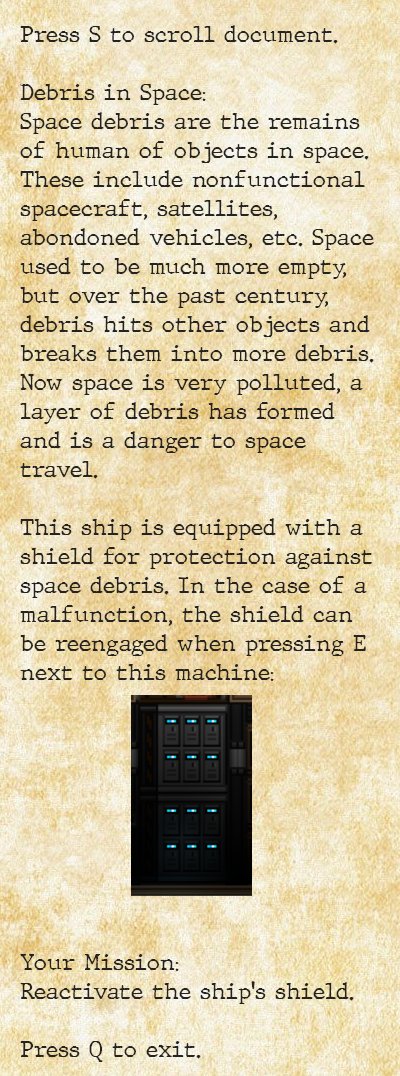 Press S to scroll document.
Debris in Space:
Space debris are the remains
of human of objects in space.
These include nonfunctional
spacecraft, satellites,
abondoned vehicles, etc. Space
used to be much more empty,
but over the past century,
debris hits other objects and
breaks them into more debris.
Now space is very polluted, a
layer of debris has formed
and is a danger to space
travel.
This ship is equipped with a
shield for protection against
space debris. In the case of a
malfunction, the shield can
be reengaged when pressing E
next to this machine:
Your Mission:
Reactivate the ship's shield.
Press Q to exit.